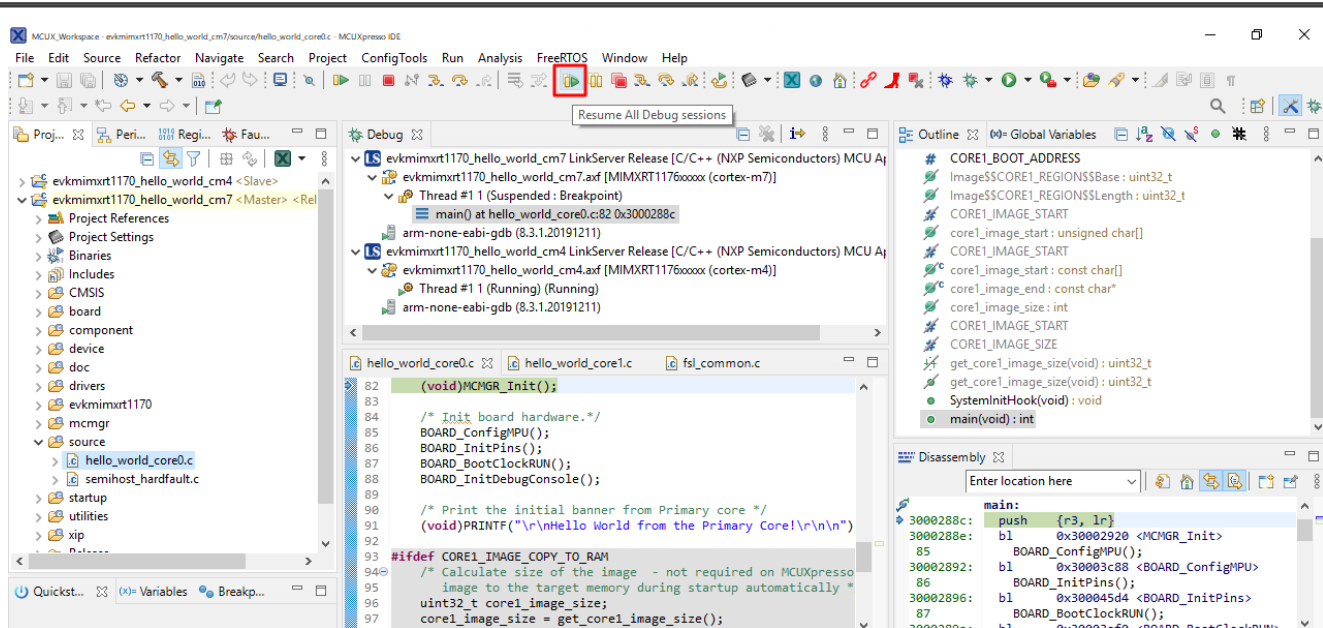 MCUX_Workspace - evkmimxrt1170_hello_world_cm7/source/hello_world_core0.c - MCUXpresso IDE
File Edit Source Refactor Navigate Search Project ConfigTools Run Analysis FreeRTOS Window Help
Resume All Debug sessions
Proj... Peri... Regi... Fau...
evkmimxrt1170_hello_world_cm4 <Slave>
evkmimxrt1170_hello_world_cm7 <Master> <Rel
Project References
Project Settings
Binaries
Includes
CMSIS
board
component
device
doc
drivers
evkmimxrt1170
mcmgr
source
hello_world_core0.c
semihost_hardfault.c
startup
utilities
xip
Quickst... (x)= Variables Breakp...
Debug
evkmimxrt1170_hello_world_cm7 LinkServer Release [C/C++ (NXP Semiconductors) MCU Ap
evkmimxrt1170_hello_world_cm7.axf [MIMXRT1176xxxxx (cortex-m7)]
Thread #1 1 (Suspended : Breakpoint)
main() at hello_world_core0.c:82 0x3000288c
arm-none-eabi-gdb (8.3.1.20191211)
evkmimxrt1170_hello_world_cm4 LinkServer Release [C/C++ (NXP Semiconductors) MCU Ap
evkmimxrt1170_hello_world_cm4.axf [MIMXRT1176xxxxx (cortex-m4)]
Thread #1 1 (Running) (Running)
arm-none-eabi-gdb (8.3.1.20191211)
hello_world_core0.c hello_world_core1.c fsl_common.c
82 (void)MCMGR_Init();
83
84 /* Init board hardware.*/
85 BOARD_ConfigMPU();
86 BOARD_InitPins();
87 BOARD_BootClockRUN();
88 BOARD_InitDebugConsole();
89
90 /* Print the initial banner from Primary core */
91 (void)PRINTF("\r\nHello World from the Primary Core!\r\n\n")
92
93 #ifdef CORE1_IMAGE_COPY_TO_RAM
94 /* Calculate size of the image - not required on MCUXpresso
95 image to the target memory during startup automatically *
96 uint32_t core1_image_size;
97 core1_image_size = get_core1_image_size();
Outline Global Variables
CORE1_BOOT_ADDRESS
Image$$CORE1_REGION$$Base : uint32_t
Image$$CORE1_REGION$$Length : uint32_t
CORE1_IMAGE_START
core1_image_start : unsigned char[]
CORE1_IMAGE_START
core1_image_start : const char[]
core1_image_end : const char*
core1_image_size : int
CORE1_IMAGE_START
CORE1_IMAGE_SIZE
get_core1_image_size(void) : uint32_t
get_core1_image_size(void) : uint32_t
SystemInitHook(void) : void
main(void) : int
Disassembly
Enter location here
main:
3000288c: push {r3, lr}
3000288e: bl 0x30002920 <MCMGR_Init>
85 BOARD_ConfigMPU();
30002892: bl 0x30003c88 <BOARD_ConfigMPU>
86 BOARD_InitPins();
30002896: bl 0x300045d4 <BOARD_InitPins>
87 BOARD_BootClockRUN();